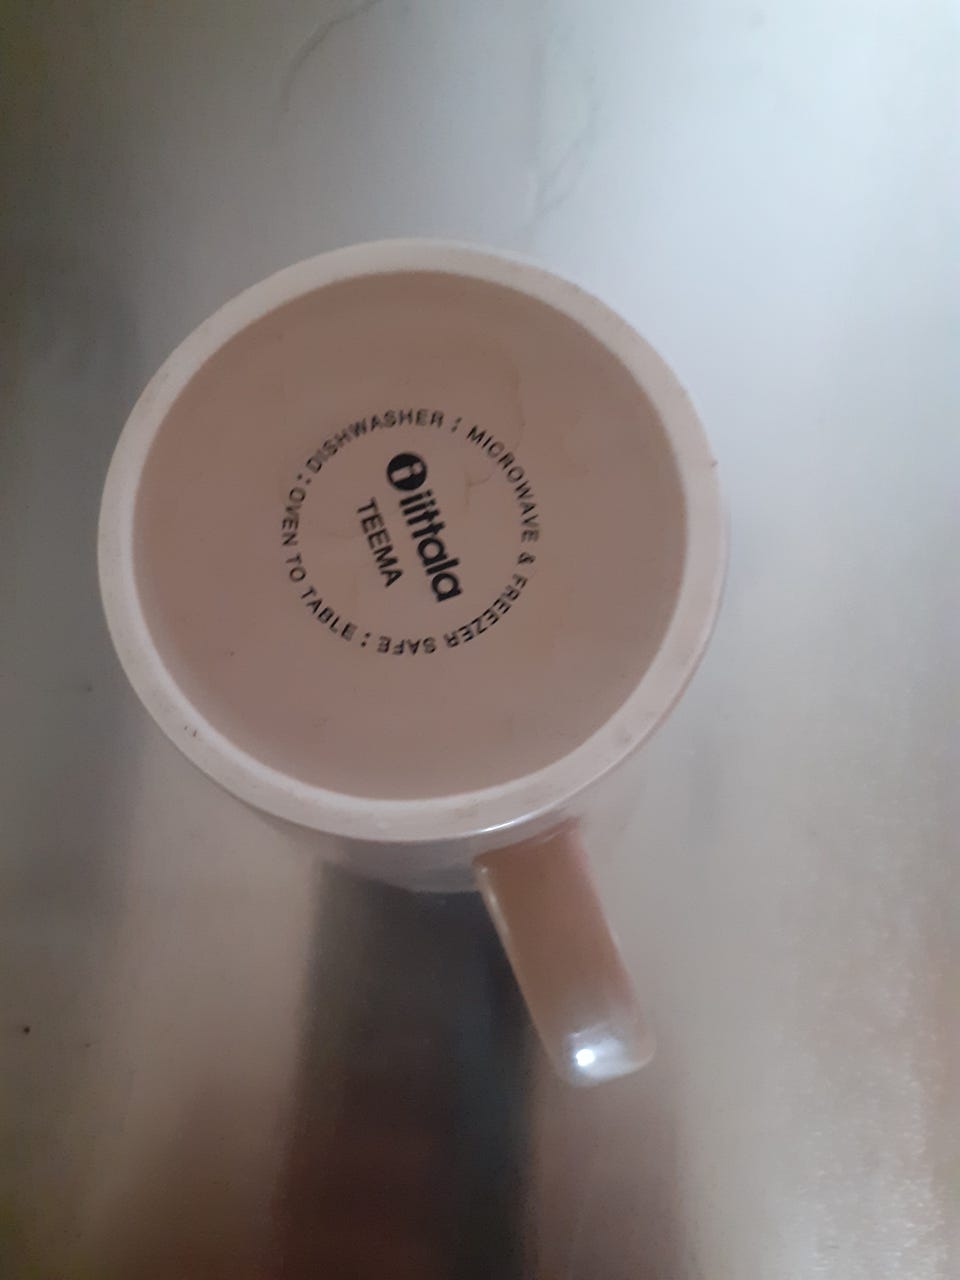 iittala
TEEMA
OVEN TO TABLE : DISHWASHER : MICROWAVE & FREEZER SAFE :